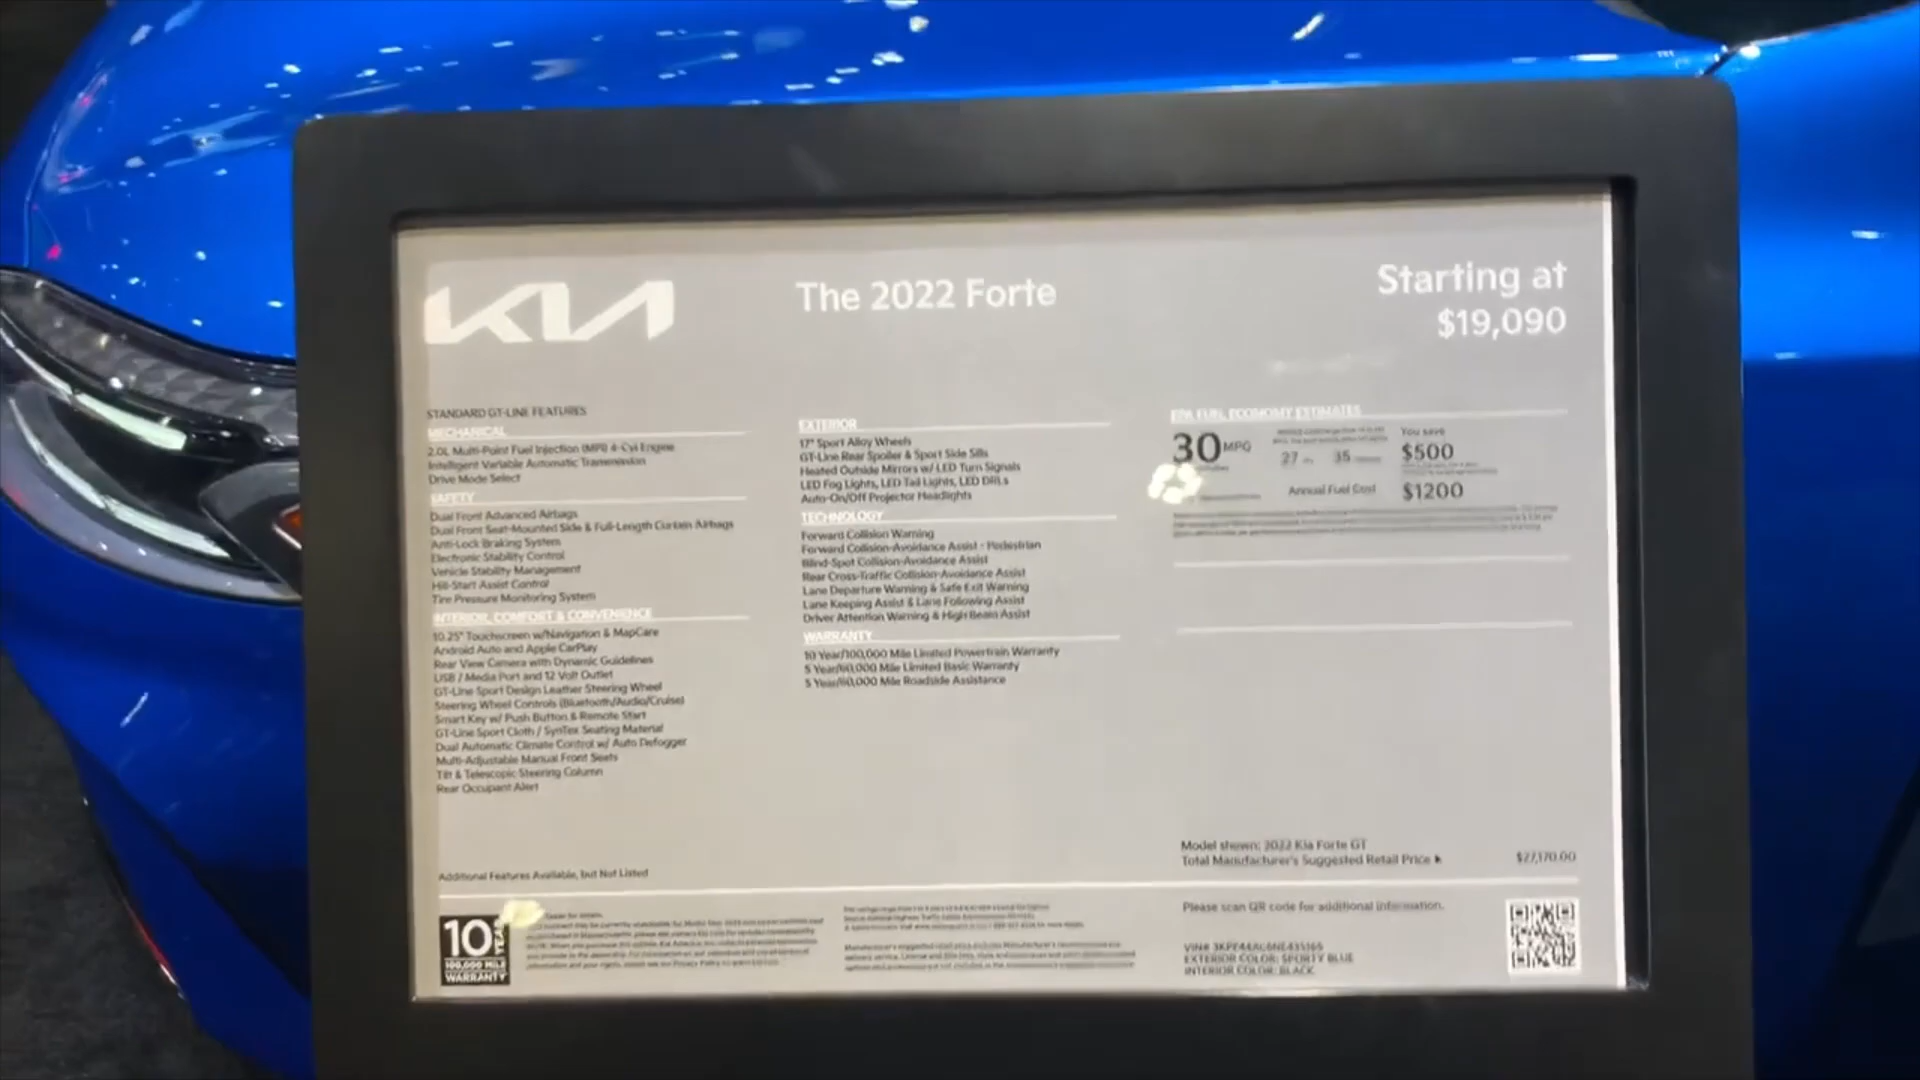 KIA
The 2022 Forte
Starting at
$19,090
STANDARD GT-LINE FEATURES
MECHANICAL
2.0L Multi-Point Fuel Injection (MPI) 4-Cyl Engine
Intelligent Variable Automatic Transmission
Drive Mode Select
SAFETY
Dual Front Advanced Airbags
Dual Front Seat-Mounted Side & Full-Length Curtain Airbags
Anti-Lock Braking System
Electronic Stability Control
Vehicle Stability Management
Hill-Start Assist Control
Tire Pressure Monitoring System
INTERIOR, COMFORT & CONVENIENCE
10.25" Touchscreen w/Navigation & MapCare
Android Auto and Apple CarPlay
Rear View Camera with Dynamic Guidelines
USB / Media Port and 12 Volt Outlet
GT-Line Sport Design Leather Steering Wheel
Steering Wheel Controls (Bluetooth/Audio/Cruise)
Smart Key w/ Push Button & Remote Start
GT-Line Sport Cloth / SynTex Seating Material
Dual Automatic Climate Control w/ Auto Defogger
Multi-Adjustable Manual Front Seats
Tilt & Telescopic Steering Column
Rear Occupant Alert
Additional Features Available, but Not Listed
EXTERIOR
17" Sport Alloy Wheels
GT-Line Rear Spoiler & Sport Side Sills
Heated Outside Mirrors w/ LED Turn Signals
LED Fog Lights, LED Tail Lights, LED DRLs
Auto-On/Off Projector Headlights
TECHNOLOGY
Forward Collision Warning
Forward Collision-Avoidance Assist - Pedestrian
Blind-Spot Collision-Avoidance Assist
Rear Cross-Traffic Collision-Avoidance Assist
Lane Departure Warning & Safe Exit Warning
Lane Keeping Assist & Lane Following Assist
Driver Attention Warning & High Beam Assist
WARRANTY
10 Year/100,000 Mile Limited Powertrain Warranty
5 Year/60,000 Mile Limited Basic Warranty
5 Year/60,000 Mile Roadside Assistance
EPA FUEL ECONOMY ESTIMATES
30 MPG
27 35
You save
$500
Annual Fuel Cost $1200
Model shown: 2022 Kia Forte GT
Total Manufacturer's Suggested Retail Price $27,170.00
10 YEAR
100,000 MILE
WARRANTY
Please scan QR code for additional information.
VIN#
EXTERIOR COLOR: SPORTY BLUE
INTERIOR COLOR: BLACK